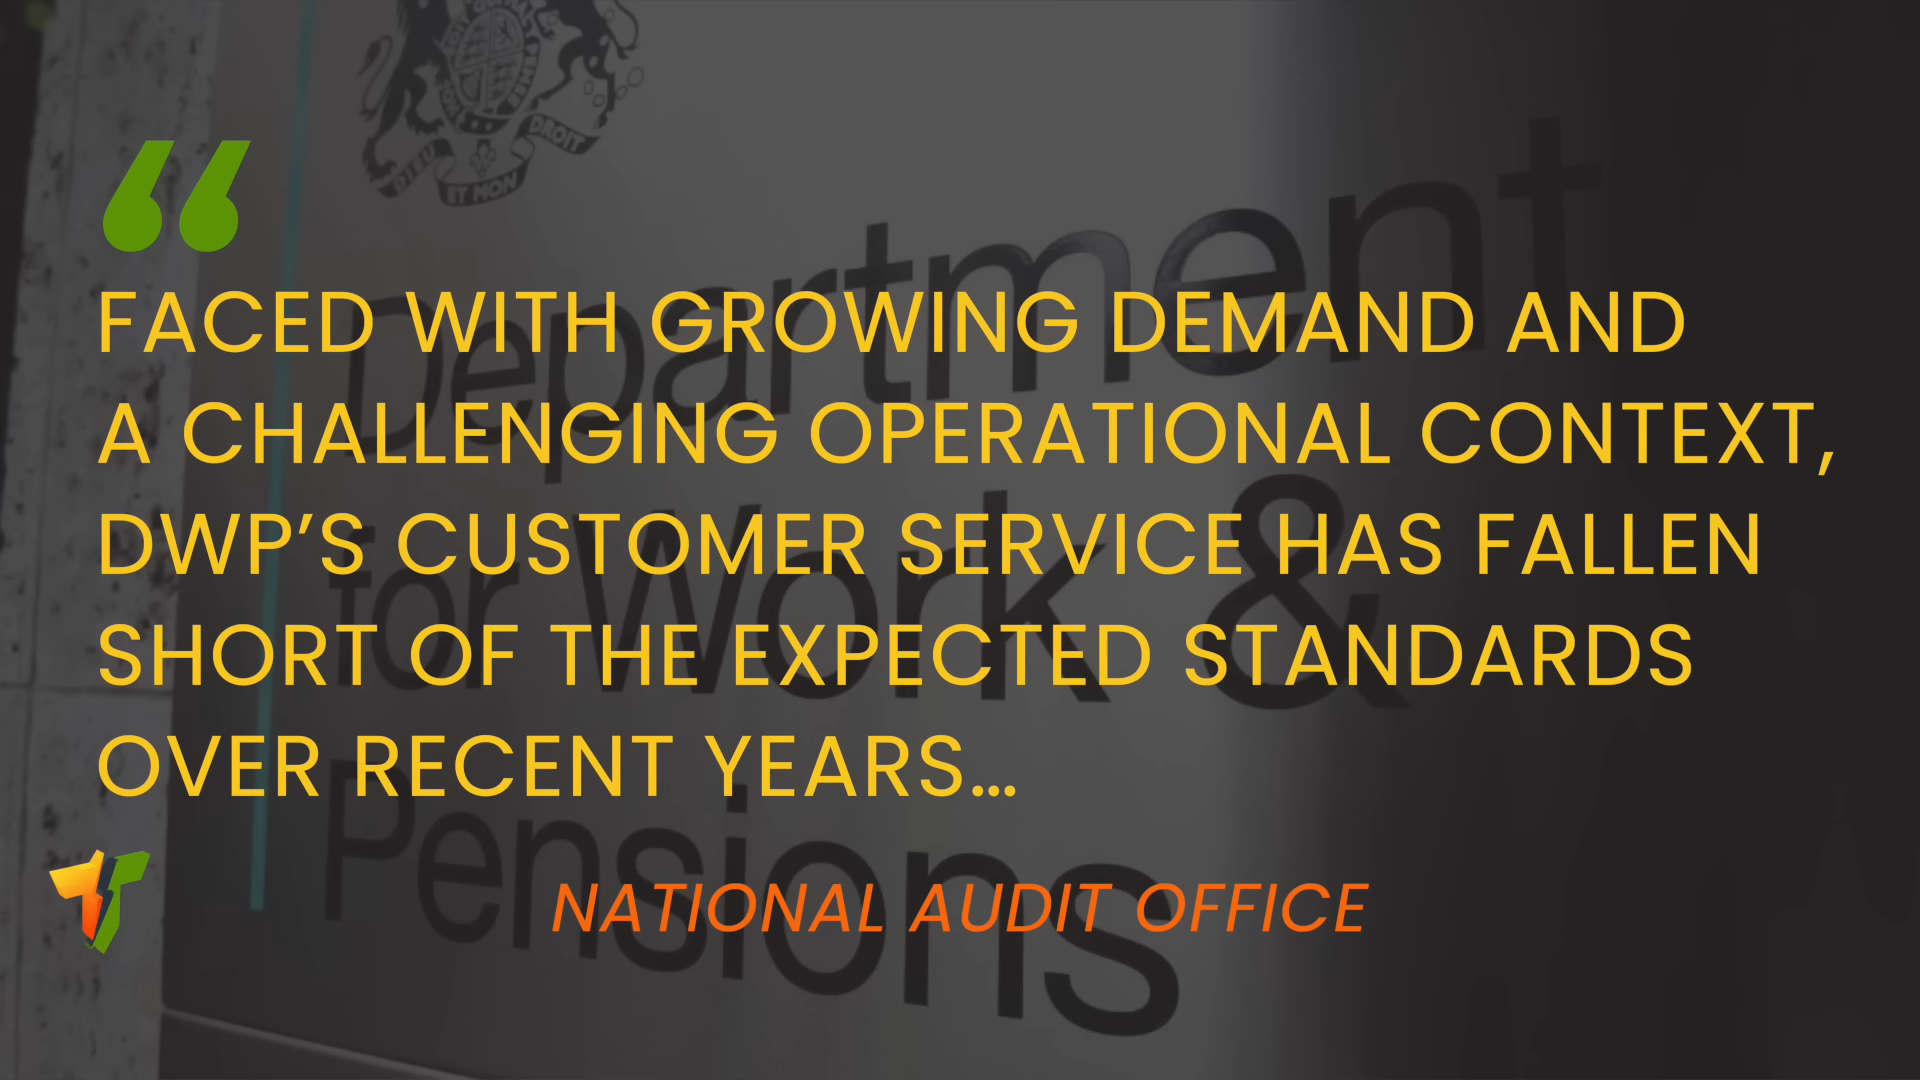 SOIT
DIEU
ET MON
DROIT
“
FACED WITH GROWING DEMAND AND
A CHALLENGING OPERATIONAL CONTEXT,
DWP’S CUSTOMER SERVICE HAS FALLEN
SHORT OF THE EXPECTED STANDARDS
OVER RECENT YEARS…
NATIONAL AUDIT OFFICE
Department
for Work &
Pensions